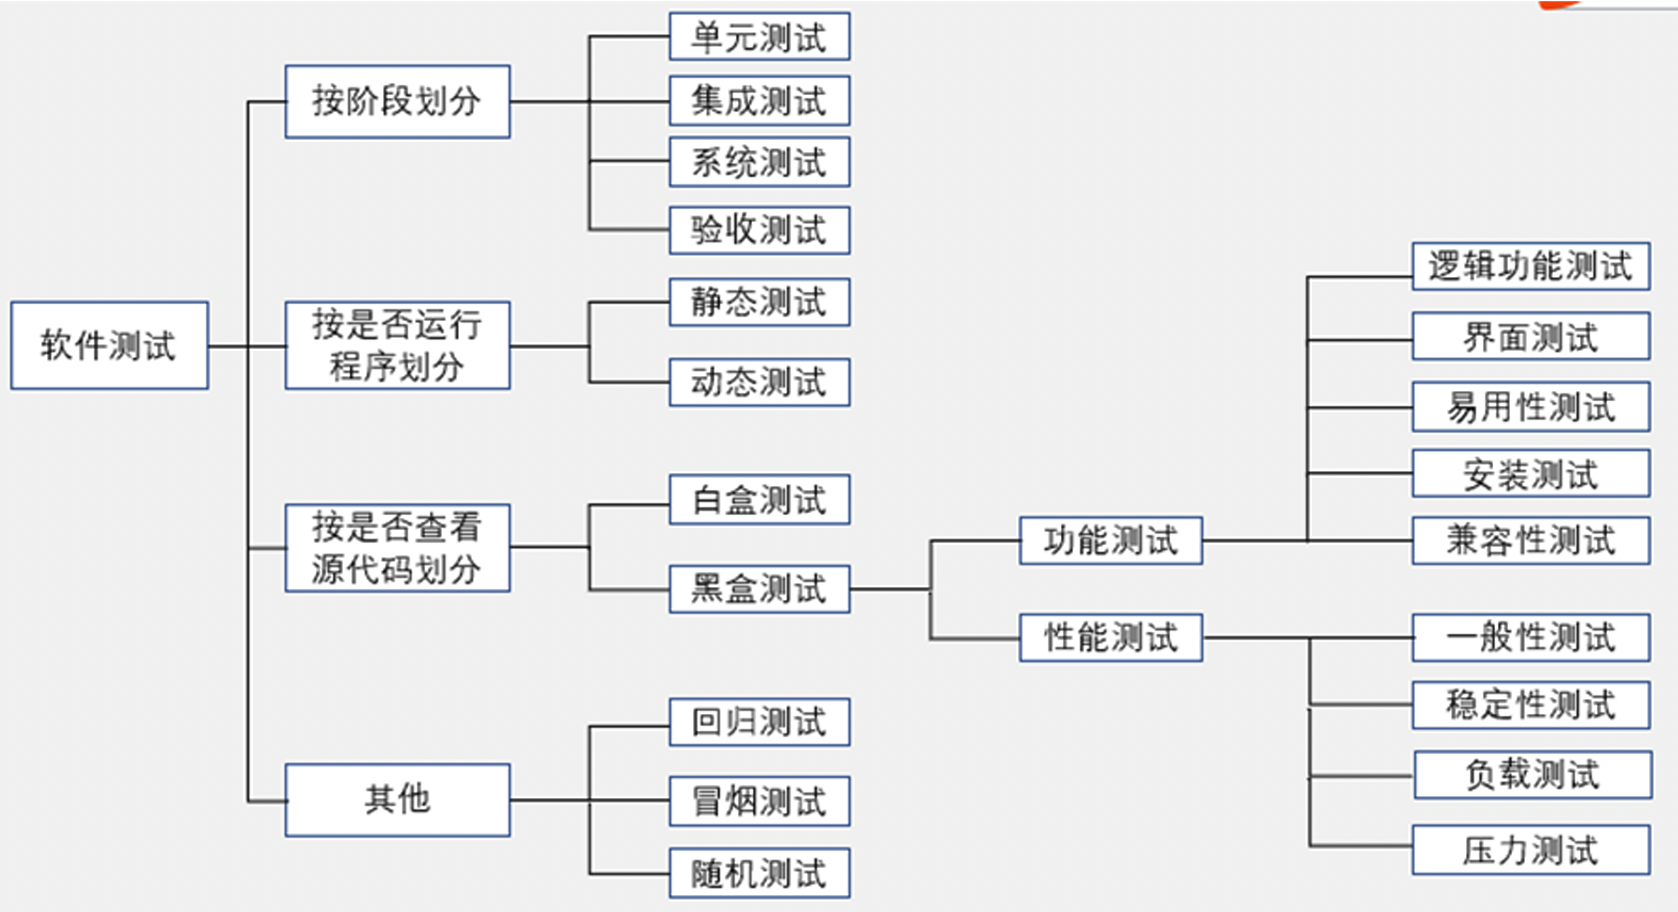 软件测试
按阶段划分
单元测试
集成测试
系统测试
验收测试
按是否运行
程序划分
静态测试
动态测试
按是否查看
源代码划分
白盒测试
黑盒测试
功能测试
逻辑功能测试
界面测试
易用性测试
安装测试
兼容性测试
性能测试
一般性测试
稳定性测试
负载测试
压力测试
其他
回归测试
冒烟测试
随机测试